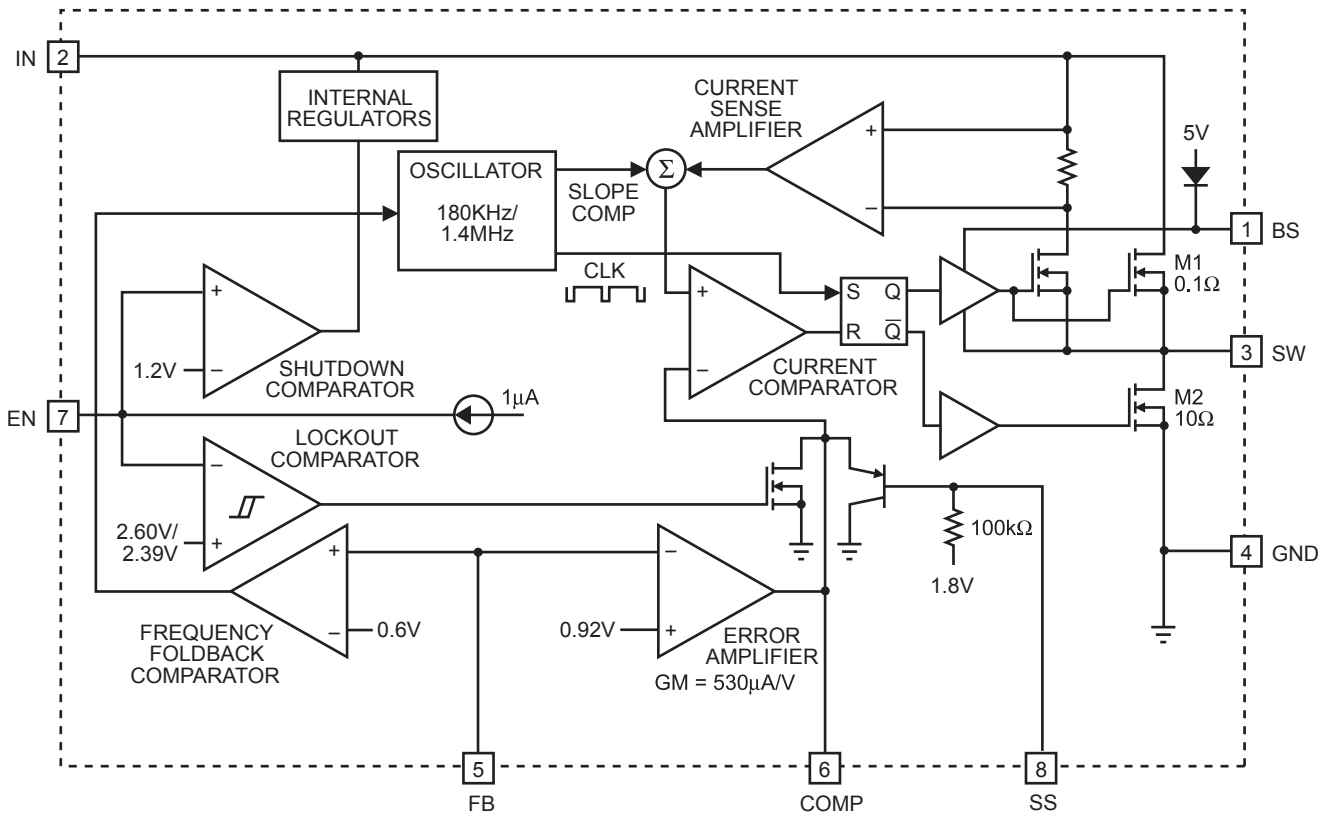 IN
2
INTERNAL
REGULATORS
CURRENT
SENSE
AMPLIFIER
+
–
5V
1
BS
OSCILLATOR
180KHz/
1.4MHz
SLOPE
COMP
Σ
CLK
+
–
1.2V
SHUTDOWN
COMPARATOR
+
–
CURRENT
COMPARATOR
S Q
R Q̅
M1
0.1Ω
3
SW
M2
10Ω
EN
7
1μA
LOCKOUT
COMPARATOR
–
+
2.60V/
2.39V
100kΩ
1.8V
4
GND
+
–
0.6V
FREQUENCY
FOLDBACK
COMPARATOR
–
+
0.92V
ERROR
AMPLIFIER
GM = 530μA/V
5
FB
6
COMP
8
SS